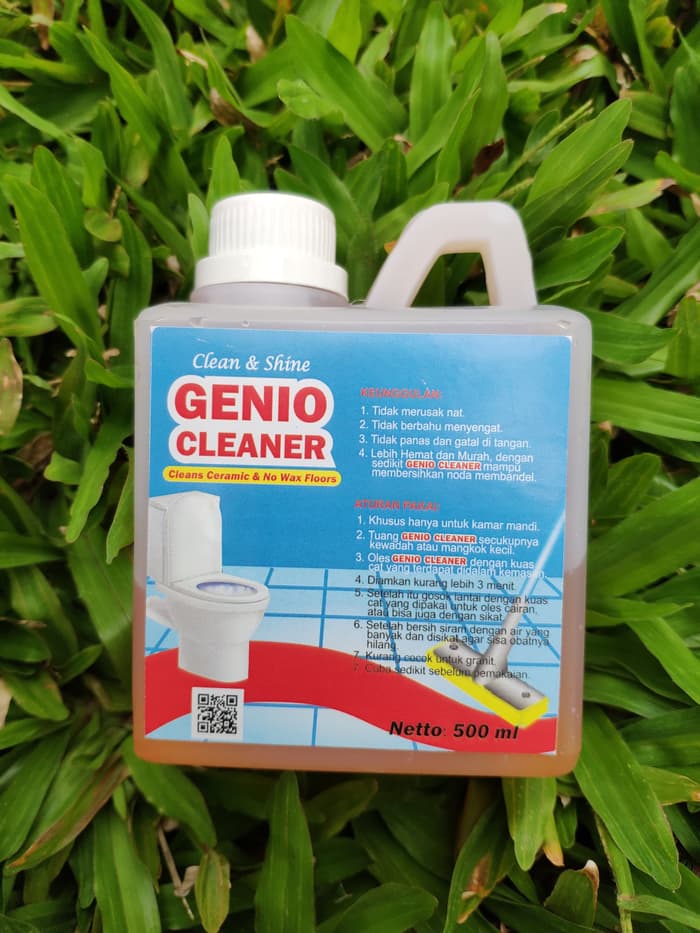 Clean & Shine
GENIO
CLEANER
Cleans Ceramic & No Wax Floors
KEUNGGULAN:
1. Tidak merusak nat.
2. Tidak berbahu menyengat.
3. Tidak panas dan gatal di tangan.
4. Lebih Hemat dan Murah, dengan
sedikit GENIO CLEANER mampu
membersihkan noda membandel.
ATURAN PAKAI
1. Khusus hanya untuk kamar mandi.
2. Tuang GENIO CLEANER secukupnya
kewadah atau mangkok kecil.
3. Oles GENIO CLEANER dengan kuas
cat yang terdapat didalam kemasan.
4. Diamkan kurang lebih 3 menit.
5. Setelah itu gosok lantai dengan kuas
cat yang dipakai untuk oles cairan,
atau bisa juga dengan sikat.
6. Setelah bersih siram dengan air yang
banyak dan disikat agar sisa obatnya
hilang.
7. Kurang cocok untuk granit.
7. Cuba sedikit sebelum pemakaian.
Netto: 500 ml